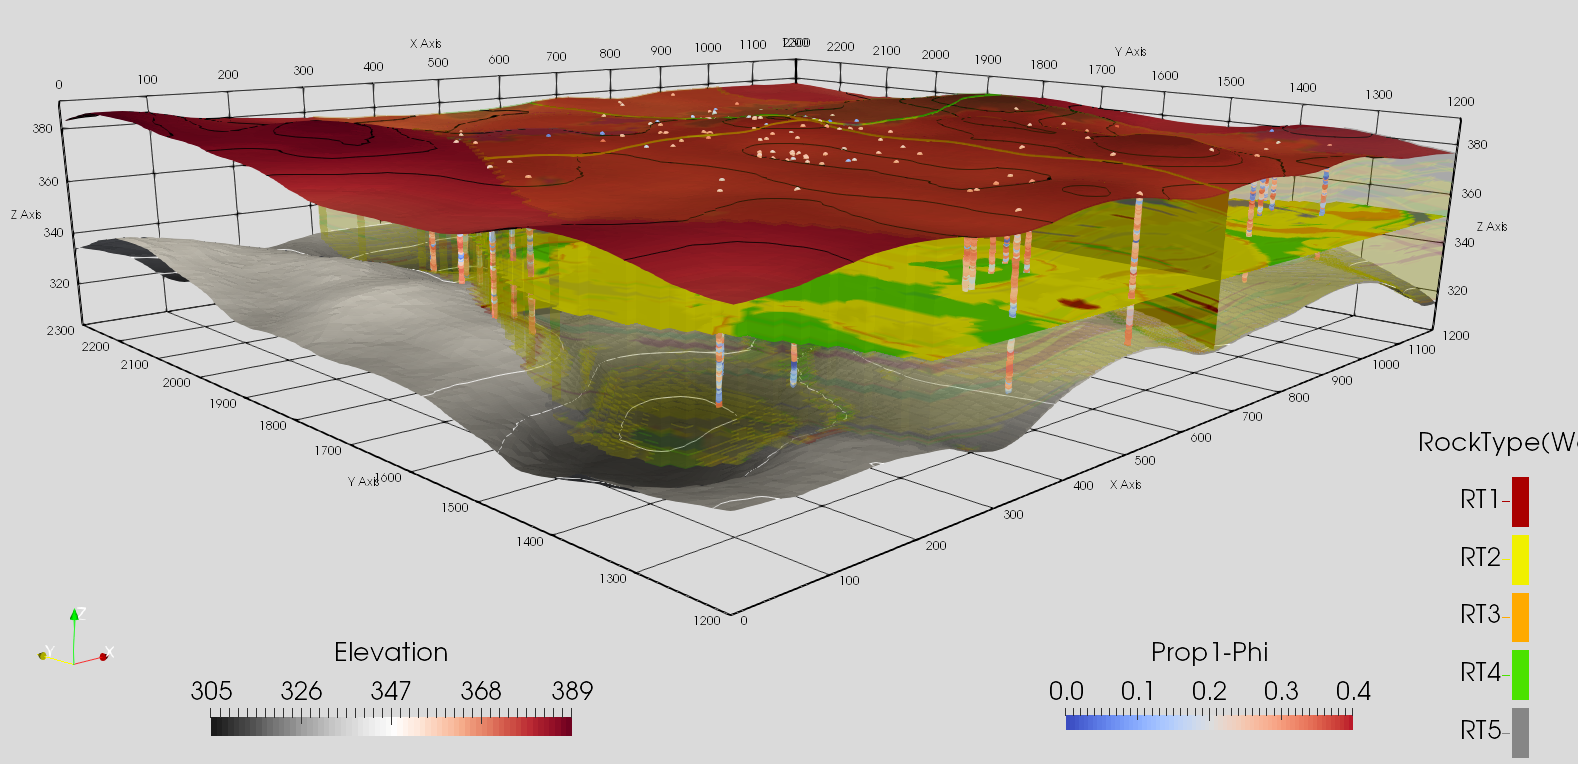 X Axis
0
100
200
300
400
500
600
700
800
900
1000
1100
2200
2100
2000
1900
1800
1700
1600
1500
1400
1300
1200
Y Axis
380
360
340
320
Z Axis
380
360
340
320
Z Axis
2300
2200
2100
2000
1900
1800
1700
1600
1500
1400
1300
1200
Y Axis
0
100
200
300
400
500
600
700
800
900
1000
1100
1200
X Axis
Z
Y
X
Elevation
305 326 347 368 389
Prop1-Phi
0.0 0.1 0.2 0.3 0.4
RockType(W
RT1
RT2
RT3
RT4
RT5